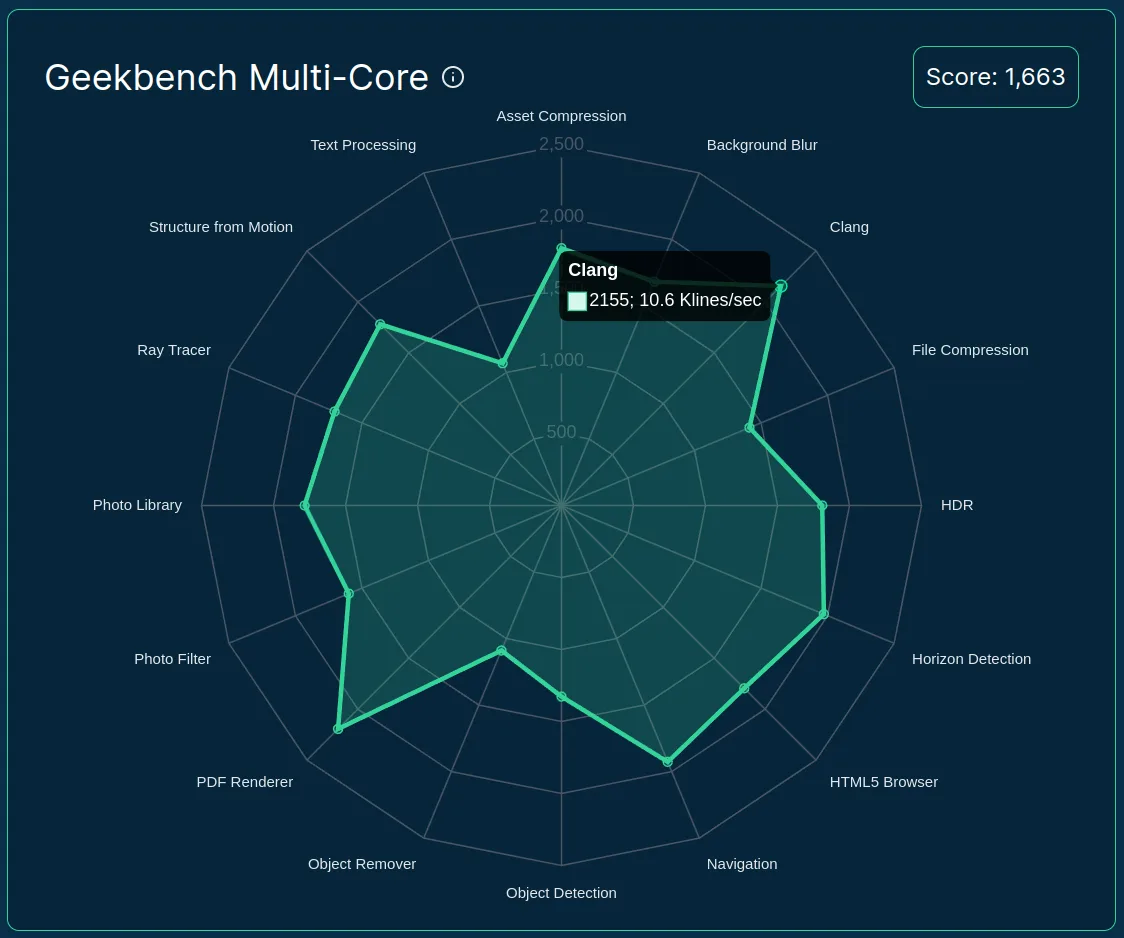 Geekbench Multi-Core
Score: 1,663
Asset Compression
Text Processing
Background Blur
2,500
2,000
Structure from Motion
Clang
Clang
2155; 10.6 Klines/sec
1,500
Ray Tracer
File Compression
1,000
500
Photo Library
HDR
Photo Filter
Horizon Detection
PDF Renderer
HTML5 Browser
Object Remover
Navigation
Object Detection